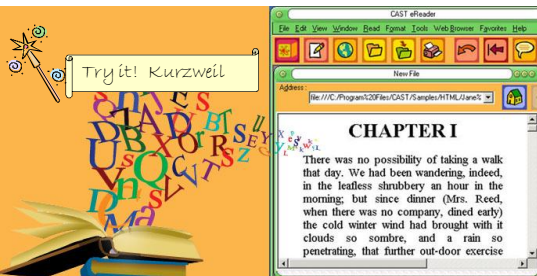 Try it! Kurzweil
CAST eReader
File Edit View Window Read Format Tools Web Browser Favorites Help
New File
Address:
file:///C:/Program%20Files/CAST/Samples/HTML/Jane%
CHAPTER I
There was no possibility of taking a walk
that day. We had been wandering, indeed,
in the leafless shrubbery an hour in the
morning; but since dinner (Mrs. Reed,
when there was no company, dined early)
the cold winter wind had brought with it
clouds so sombre, and a rain so
penetrating, that further out-door exercise